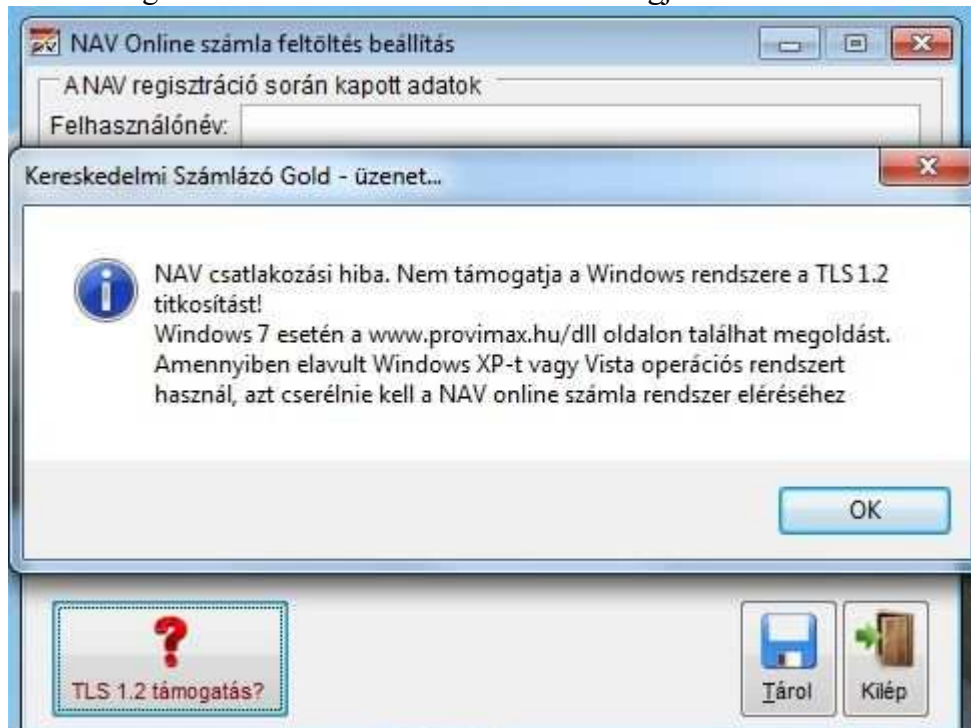 NAV Online számla feltöltés beállítás
A NAV regisztráció során kapott adatok
Felhasználónév:
Kereskedelmi Számlázó Gold - üzenet...
NAV csatlakozási hiba. Nem támogatja a Windows rendszere a TLS 1.2
titkosítást!
Windows 7 esetén a www.provimax.hu/dll oldalon találhat megoldást.
Amennyiben elavult Windows XP-t vagy Vista operációs rendszert
használ, azt cserélnie kell a NAV online számla rendszer eléréséhez
OK
TLS 1.2 támogatás?
Tárol
Kilép